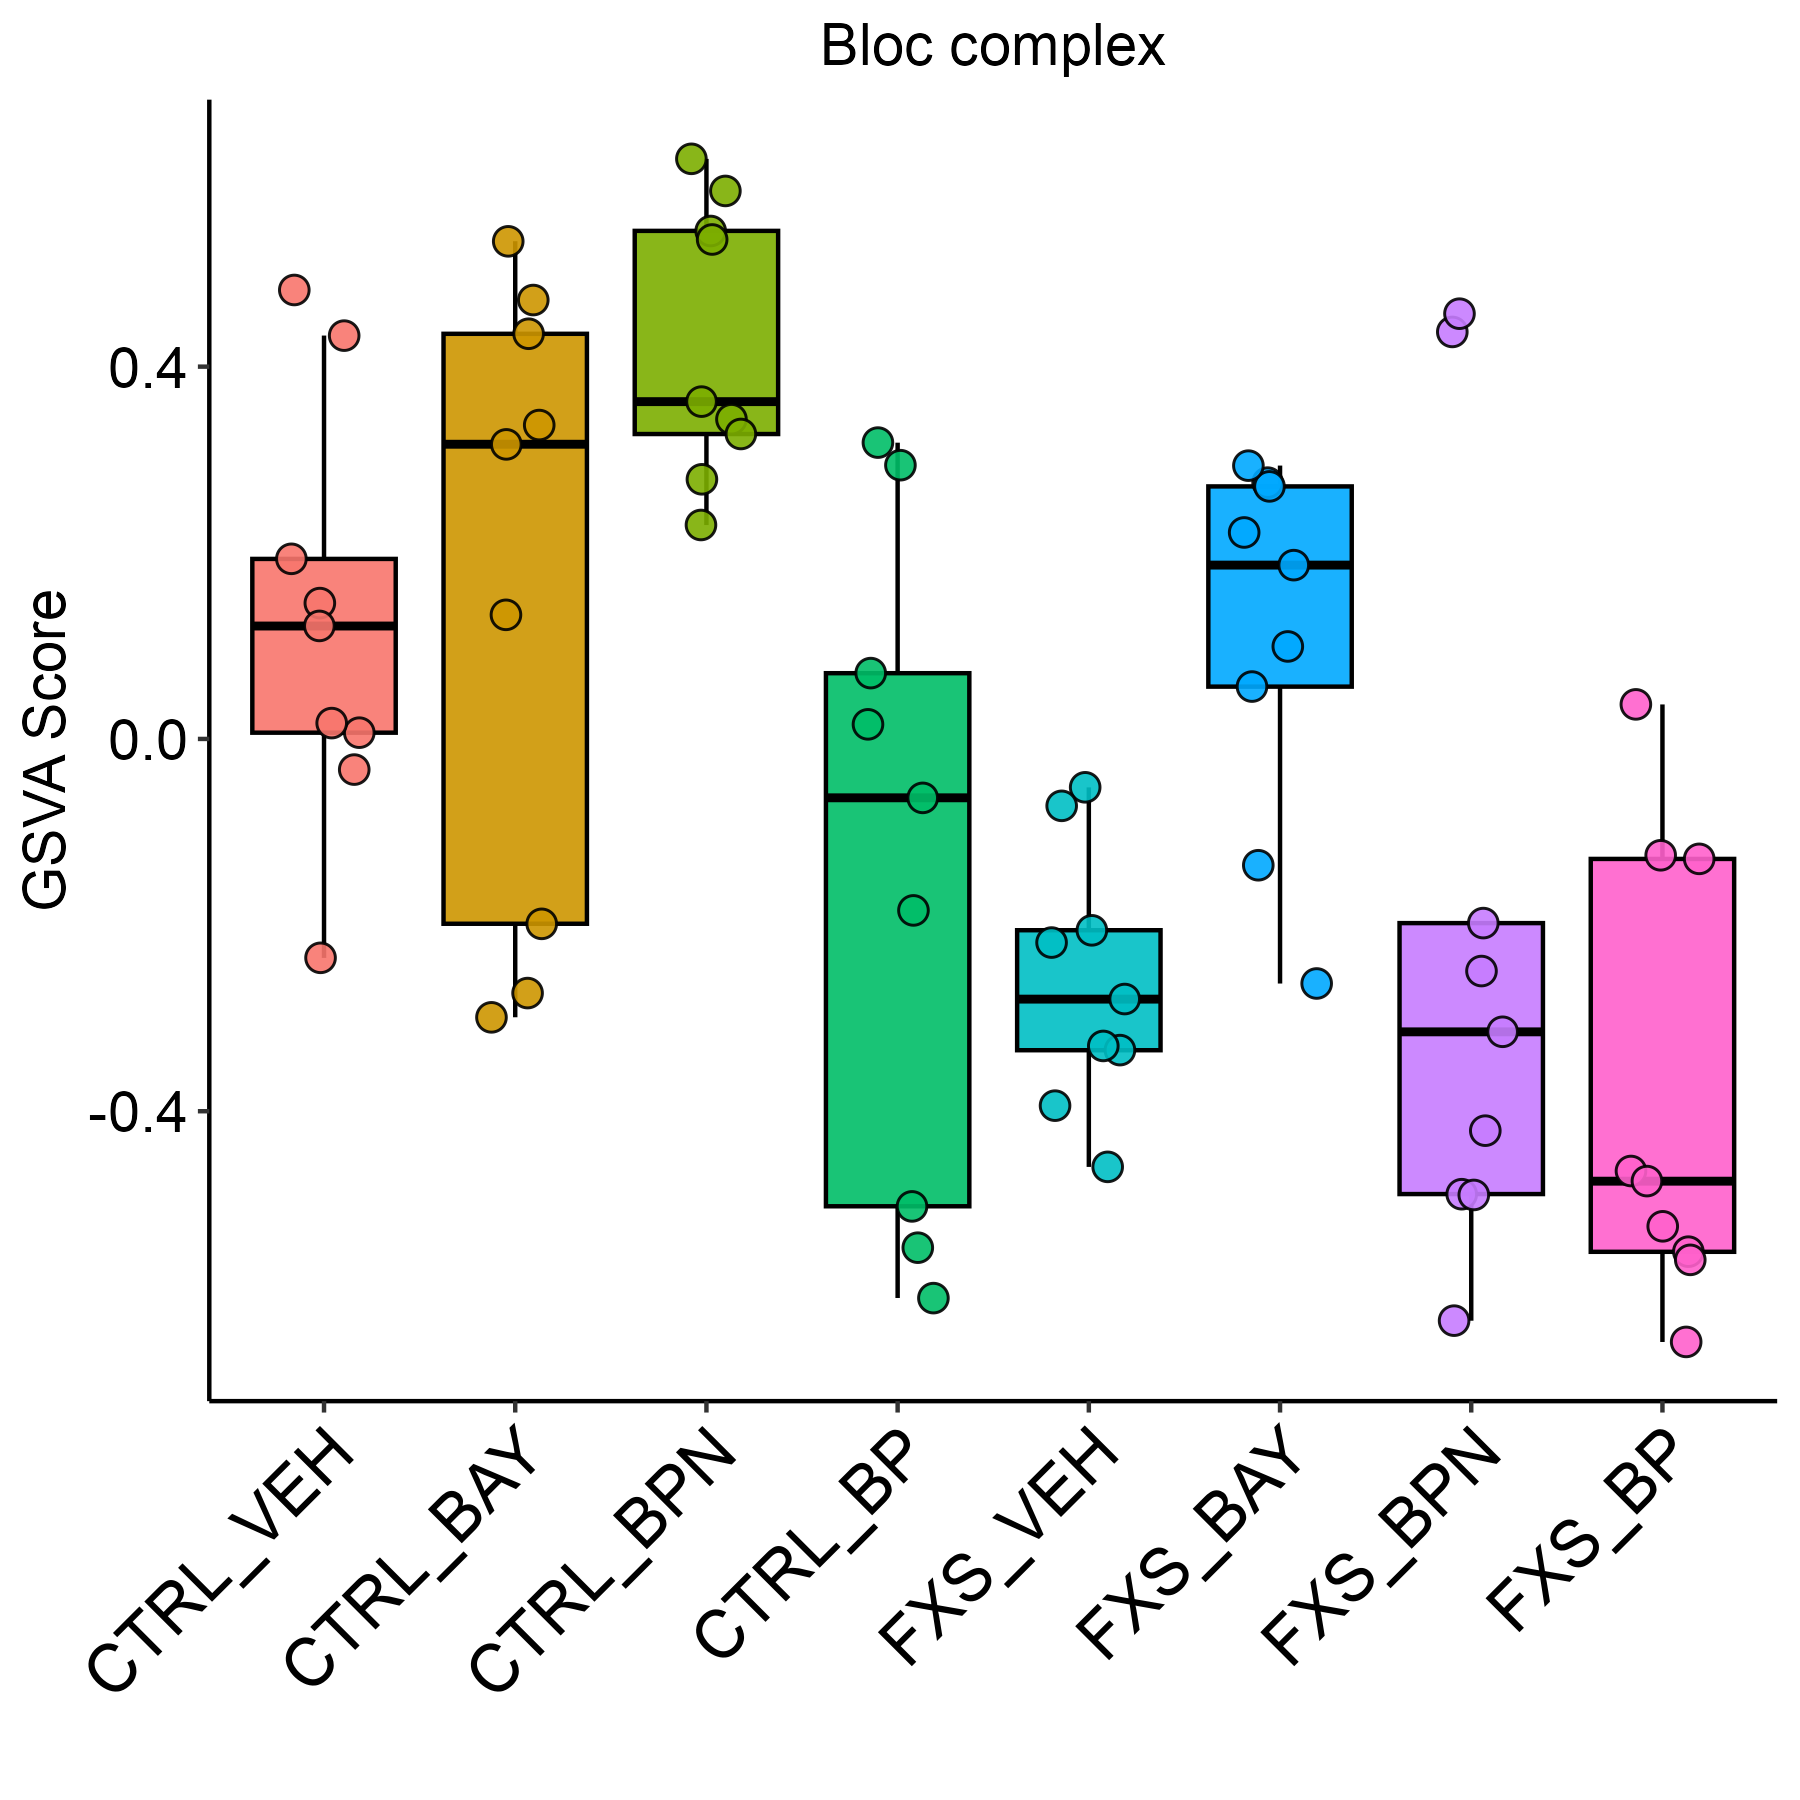 Bloc complex
GSVA Score
0.4
0.0
-0.4
CTRL_VEH
CTRL_BAY
CTRL_BPN
CTRL_BP
FXS_VEH
FXS_BAY
FXS_BPN
FXS_BP